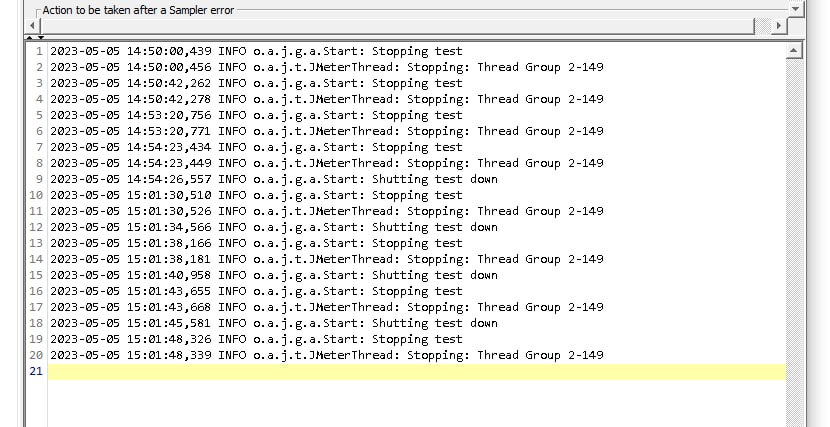 Action to be taken after a Sampler error
1 2023-05-05 14:50:00,439 INFO o.a.j.g.a.Start: Stopping test
2 2023-05-05 14:50:00,456 INFO o.a.j.t.JMeterThread: Stopping: Thread Group 2-149
3 2023-05-05 14:50:42,262 INFO o.a.j.g.a.Start: Stopping test
4 2023-05-05 14:50:42,278 INFO o.a.j.t.JMeterThread: Stopping: Thread Group 2-149
5 2023-05-05 14:53:20,756 INFO o.a.j.g.a.Start: Stopping test
6 2023-05-05 14:53:20,771 INFO o.a.j.t.JMeterThread: Stopping: Thread Group 2-149
7 2023-05-05 14:54:23,434 INFO o.a.j.g.a.Start: Stopping test
8 2023-05-05 14:54:23,449 INFO o.a.j.t.JMeterThread: Stopping: Thread Group 2-149
9 2023-05-05 14:54:26,557 INFO o.a.j.g.a.Start: Shutting test down
10 2023-05-05 15:01:30,510 INFO o.a.j.g.a.Start: Stopping test
11 2023-05-05 15:01:30,526 INFO o.a.j.t.JMeterThread: Stopping: Thread Group 2-149
12 2023-05-05 15:01:34,566 INFO o.a.j.g.a.Start: Shutting test down
13 2023-05-05 15:01:38,166 INFO o.a.j.g.a.Start: Stopping test
14 2023-05-05 15:01:38,181 INFO o.a.j.t.JMeterThread: Stopping: Thread Group 2-149
15 2023-05-05 15:01:40,958 INFO o.a.j.g.a.Start: Shutting test down
16 2023-05-05 15:01:43,655 INFO o.a.j.g.a.Start: Stopping test
17 2023-05-05 15:01:43,668 INFO o.a.j.t.JMeterThread: Stopping: Thread Group 2-149
18 2023-05-05 15:01:45,581 INFO o.a.j.g.a.Start: Shutting test down
19 2023-05-05 15:01:48,326 INFO o.a.j.g.a.Start: Stopping test
20 2023-05-05 15:01:48,339 INFO o.a.j.t.JMeterThread: Stopping: Thread Group 2-149
21